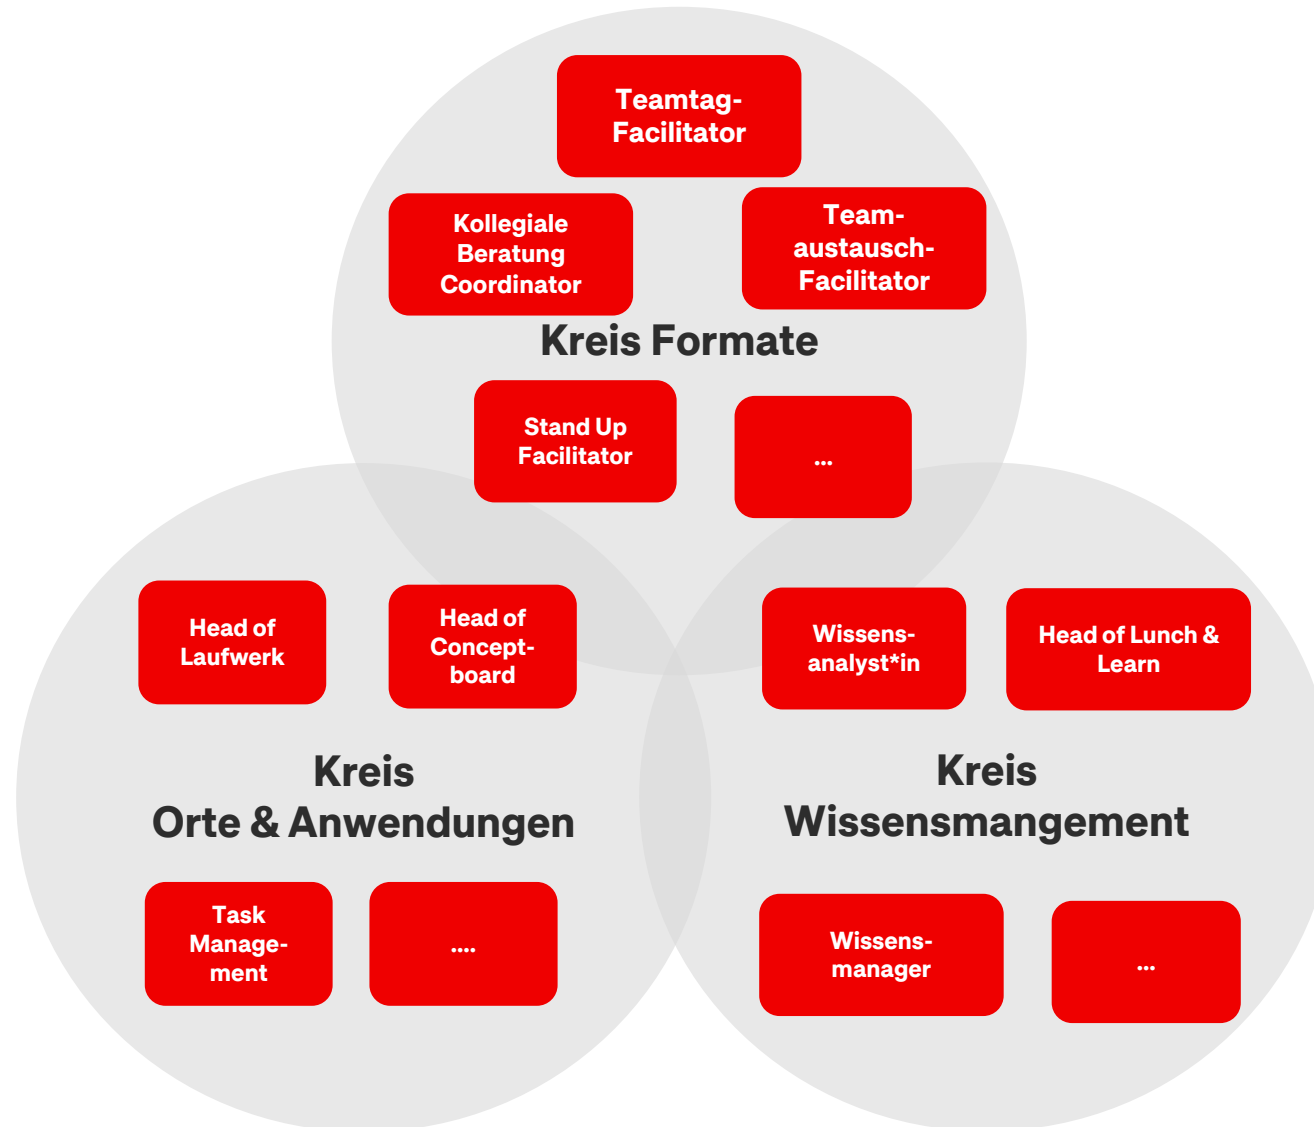 Teamtag-
Facilitator
Kollegiale
Beratung
Coordinator
Team-
austausch-
Facilitator
Kreis Formate
Stand Up
Facilitator
...
Head of
Laufwerk
Head of
Concept-
board
Wissens-
analyst*in
Head of Lunch &
Learn
Kreis
Orte & Anwendungen
Kreis
Wissensmangement
Task
Manage-
ment
....
Wissens-
manager
...